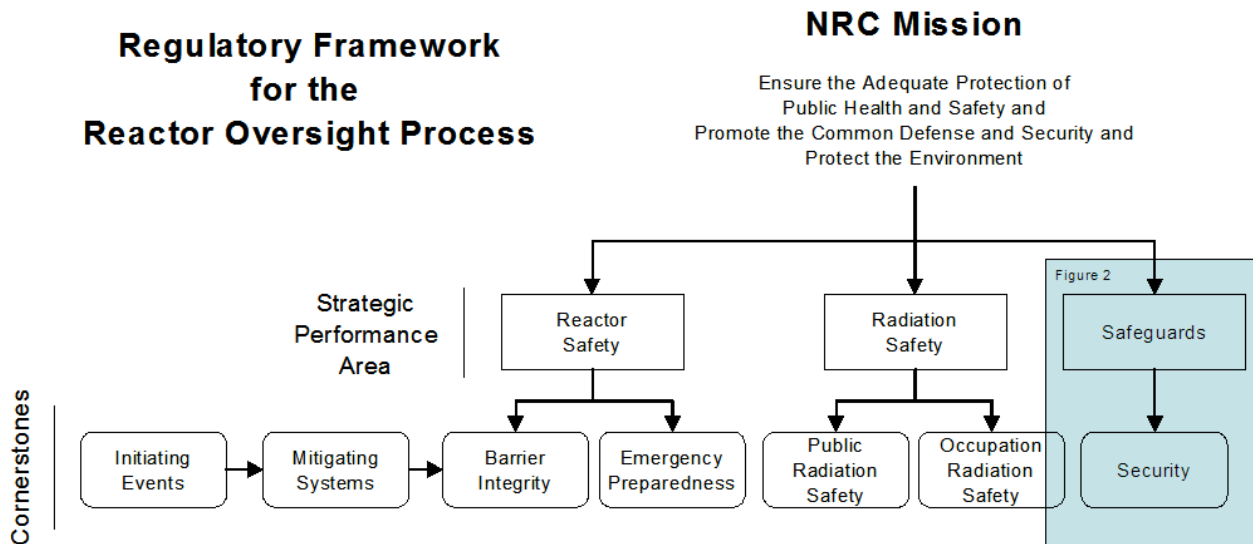 Regulatory Framework
for the
Reactor Oversight Process
NRC Mission
Ensure the Adequate Protection of
Public Health and Safety and
Promote the Common Defense and Security and
Protect the Environment
Figure 2
Strategic
Performance
Area
Reactor
Safety
Radiation
Safety
Safeguards
Cornerstones
Initiating
Events
Mitigating
Systems
Barrier
Integrity
Emergency
Preparedness
Public
Radiation
Safety
Occupation
Radiation
Safety
Security